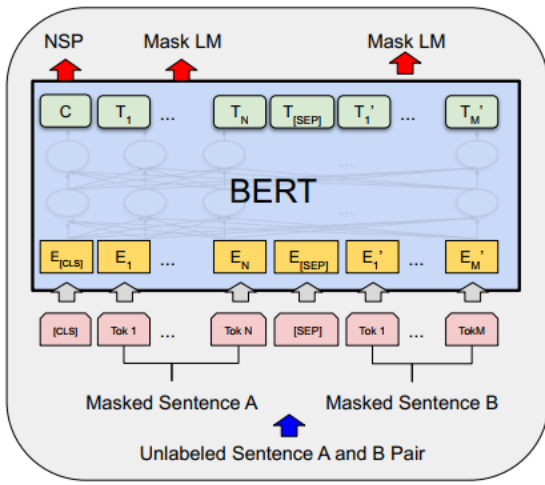 NSP Mask LM Mask LM
C T1 ... TN T[SEP] T1' ... TM'
...
BERT
...
E[CLS] E1 ... EN E[SEP] E1' ... EM'
[CLS] Tok 1 ... Tok N [SEP] Tok 1 ... TokM
Masked Sentence A Masked Sentence B
Unlabeled Sentence A and B Pair